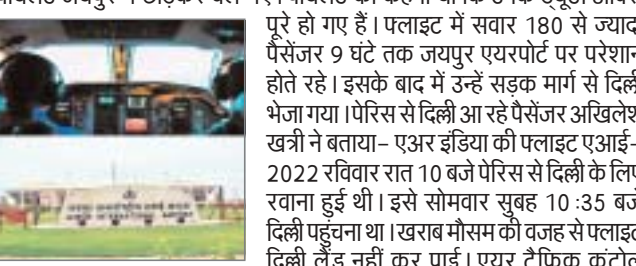 पूरे हो गए हैं। फ्लाइट में सवार 180 से ज्याद
पैसेंजर 9 घंटे तक जयपुर एयरपोर्ट पर परेशान
होते रहे। इसके बाद में उन्हें सड़क मार्ग से दिल्ली
भेजा गया।पेरिस से दिल्ली आ रहे पैसेंजर अखिलेश
खत्री ने बताया– एअर इंडिया की फ्लाइट एआई-
2022 रविवार रात 10 बजे पेरिस से दिल्ली के लिए
रवाना हुई थी। इसे सोमवार सुबह 10 :35 बजे
दिल्ली पहुंचना था।खराब मौसम की वजह से फ्लाइट
दिल्ली लैंड नहीं कर पाई। एयर ट्रैफिक कंट्रोल